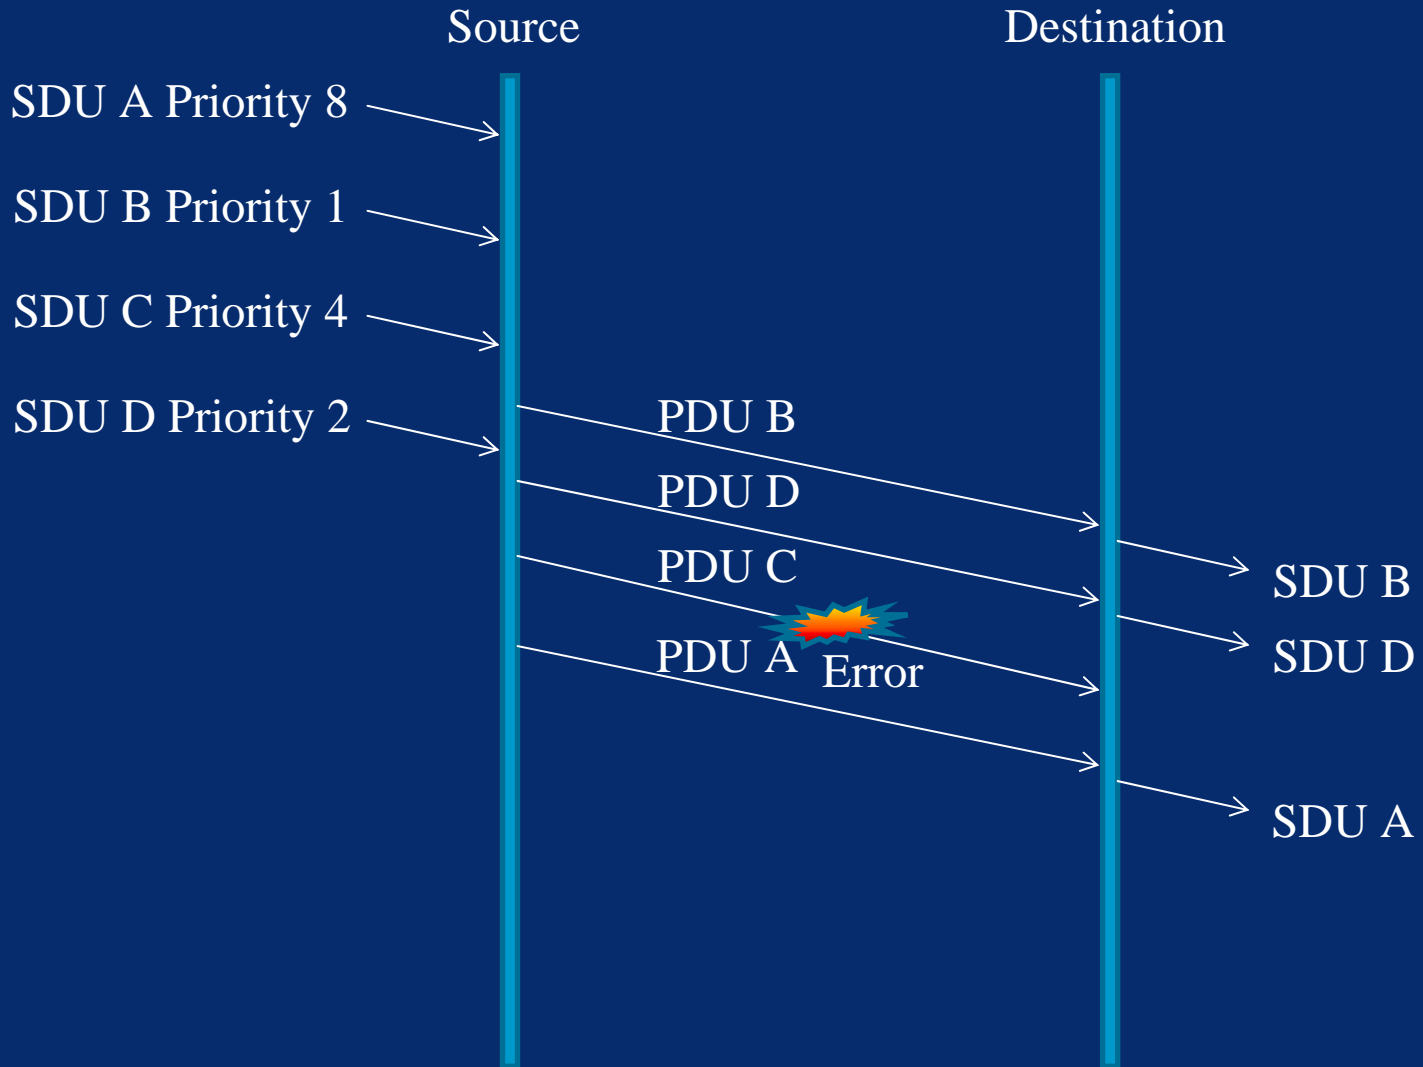 Source
Destination
SDU A Priority 8
SDU B Priority 1
SDU C Priority 4
SDU D Priority 2
PDU B
PDU D
PDU C
PDU A
Error
SDU B
SDU D
SDU A